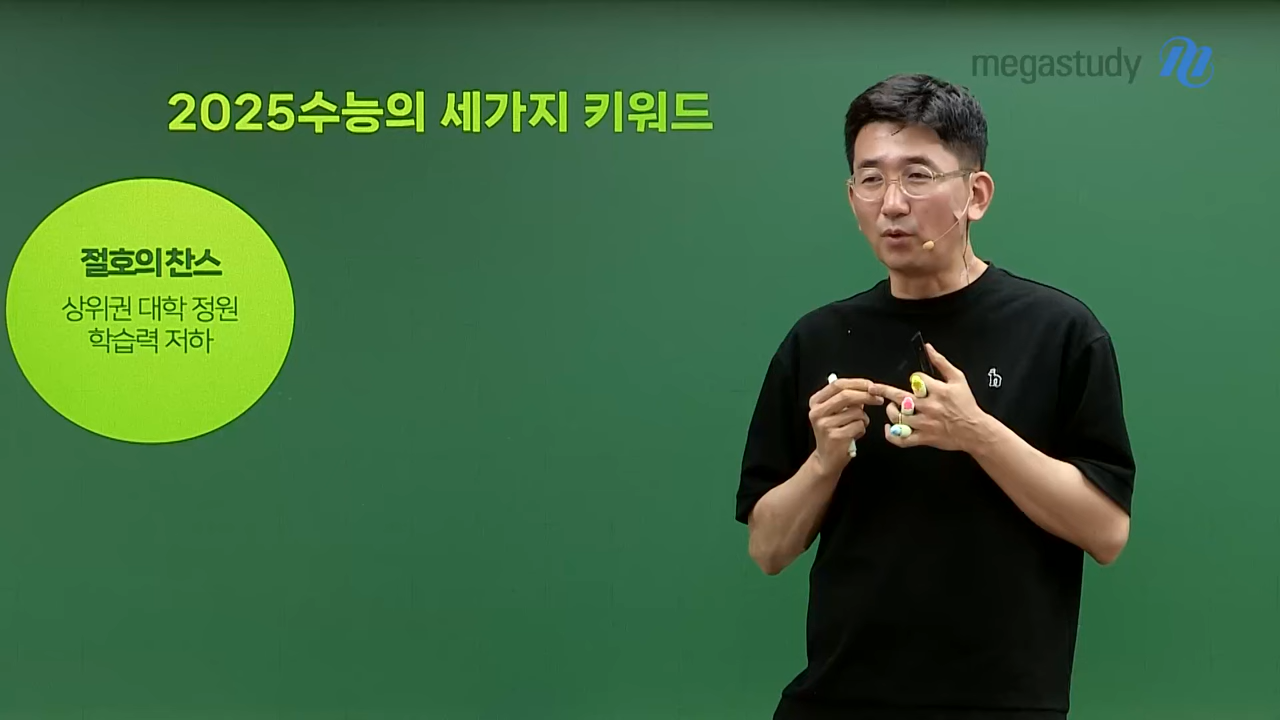 megastudy
2025수능의 세가지 키워드
절호의 찬스
상위권 대학 정원
학습력 저하